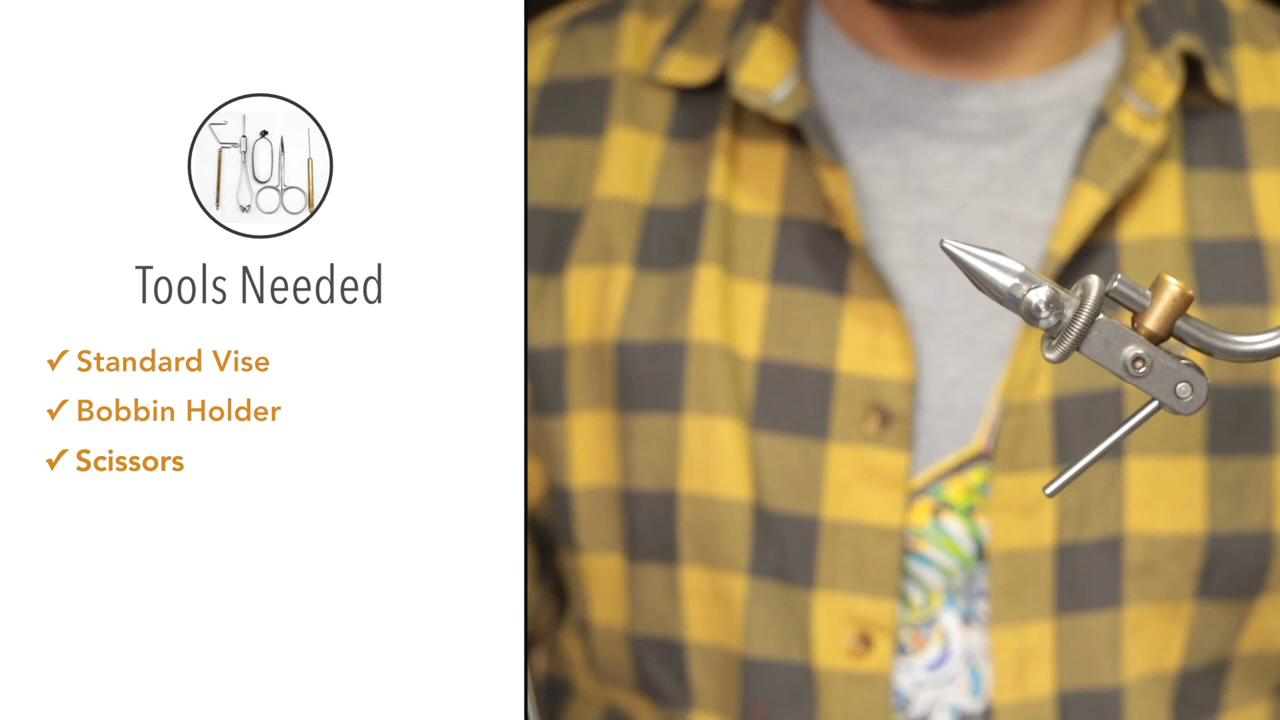 Tools Needed
✓ Standard Vise
✓ Bobbin Holder
✓ Scissors